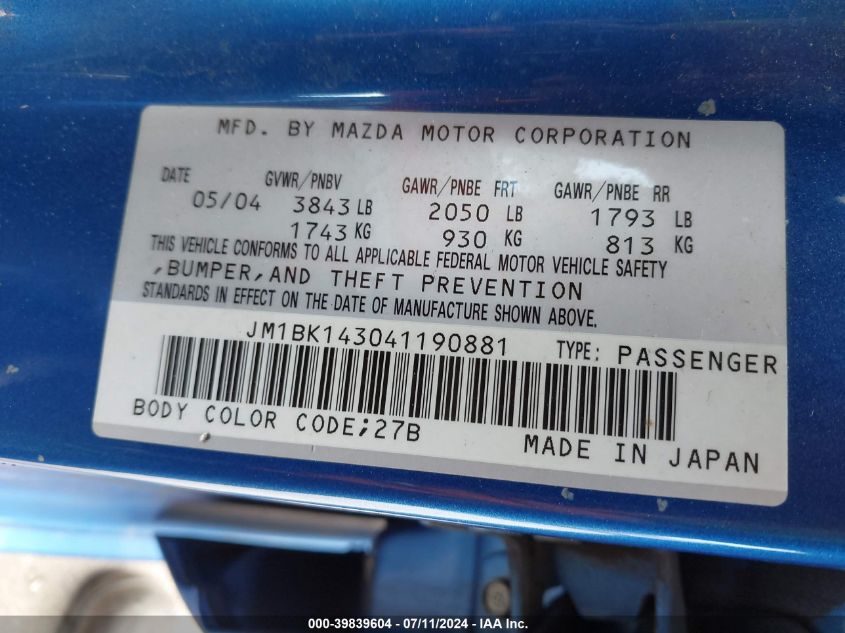 MFD. BY MAZDA MOTOR CORPORATION
DATE GVWR/PNBV GAWR/PNBE FRT GAWR/PNBE RR
05/04 3843 LB 2050 LB 1793 LB
1743 KG 930 KG 813 KG
THIS VEHICLE CONFORMS TO ALL APPLICABLE FEDERAL MOTOR VEHICLE SAFETY
,BUMPER,AND THEFT PREVENTION
STANDARDS IN EFFECT ON THE DATE OF MANUFACTURE SHOWN ABOVE.
JM1BK143041190881 TYPE: PASSENGER
BODY COLOR CODE;27B MADE IN JAPAN
000-39839604 - 07/11/2024 - IAA Inc.